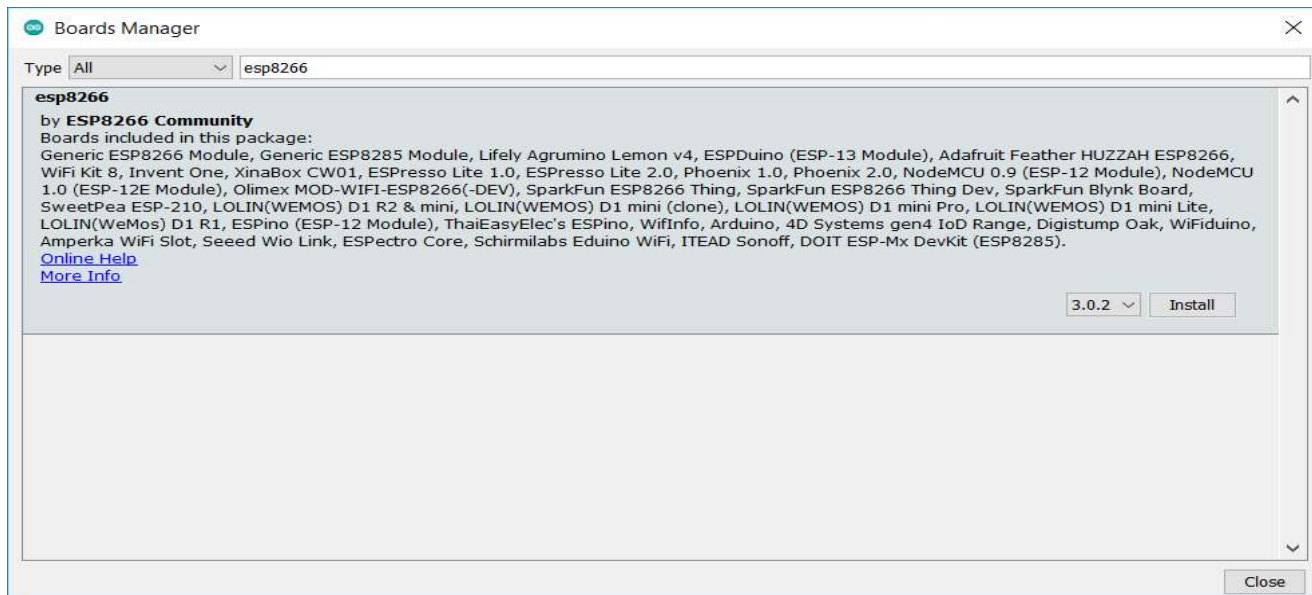 Boards Manager
Type All esp8266
esp8266
by ESP8266 Community
Boards included in this package:
Generic ESP8266 Module, Generic ESP8285 Module, Lifely Agrumino Lemon v4, ESPDuino (ESP-13 Module), Adafruit Feather HUZZAH ESP8266,
WiFi Kit 8, Invent One, XinaBox CW01, ESPresso Lite 1.0, ESPresso Lite 2.0, Phoenix 1.0, Phoenix 2.0, NodeMCU 0.9 (ESP-12 Module), NodeMCU
1.0 (ESP-12E Module), Olimex MOD-WIFI-ESP8266(-DEV), SparkFun ESP8266 Thing, SparkFun ESP8266 Thing Dev, SparkFun Blynk Board,
SweetPea ESP-210, LOLIN(WEMOS) D1 R2 & mini, LOLIN(WEMOS) D1 mini (clone), LOLIN(WEMOS) D1 mini Pro, LOLIN(WEMOS) D1 mini Lite,
LOLIN(WeMos) D1 R1, ESPino (ESP-12 Module), ThaiEasyElec's ESPino, WifInfo, Arduino, 4D Systems gen4 IoD Range, Digistump Oak, WiFiduino,
Amperka WiFi Slot, Seeed Wio Link, ESPectro Core, Schirmilabs Eduino WiFi, ITEAD Sonoff, DOIT ESP-Mx DevKit (ESP8285).
Online Help
More Info
3.0.2 Install
Close